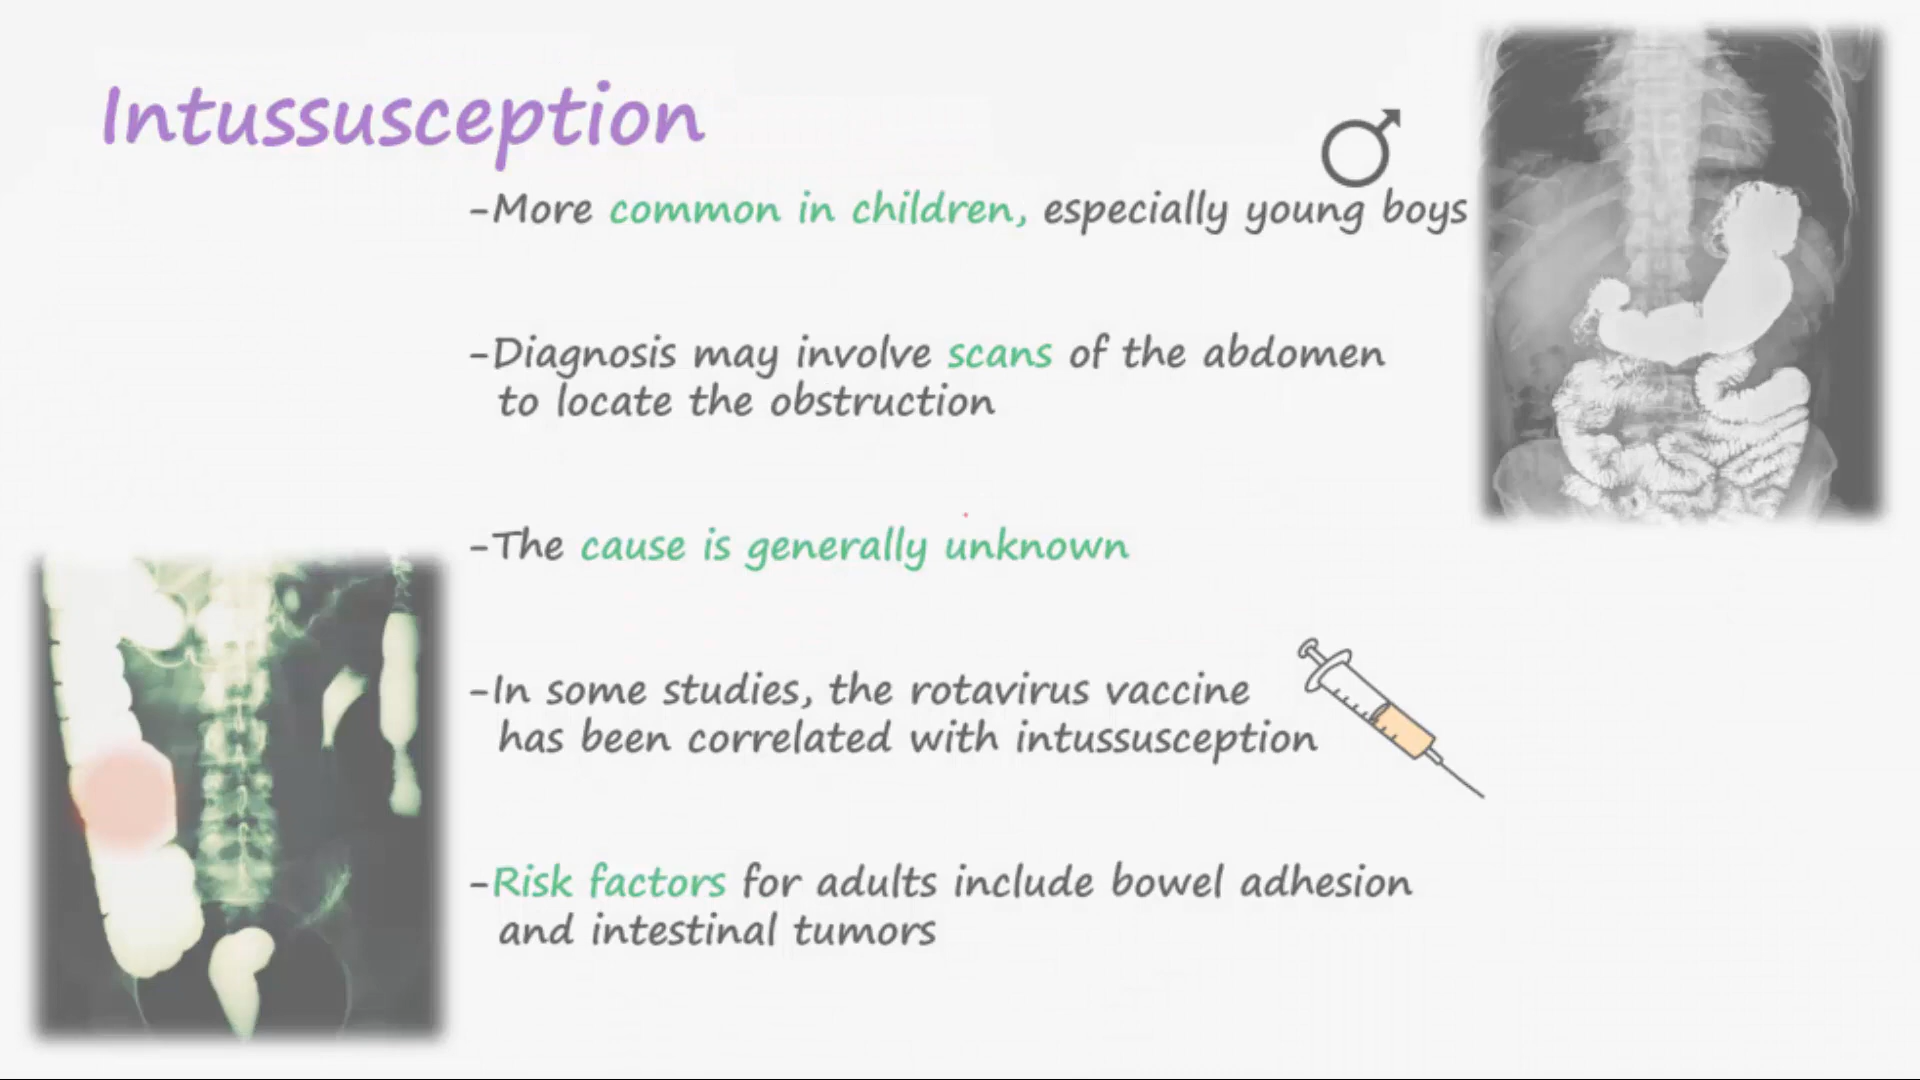 Intussusception
-More common in children, especially young boys
-Diagnosis may involve scans of the abdomen
to locate the obstruction
-The cause is generally unknown
-In some studies, the rotavirus vaccine
has been correlated with intussusception
-Risk factors for adults include bowel adhesion
and intestinal tumors